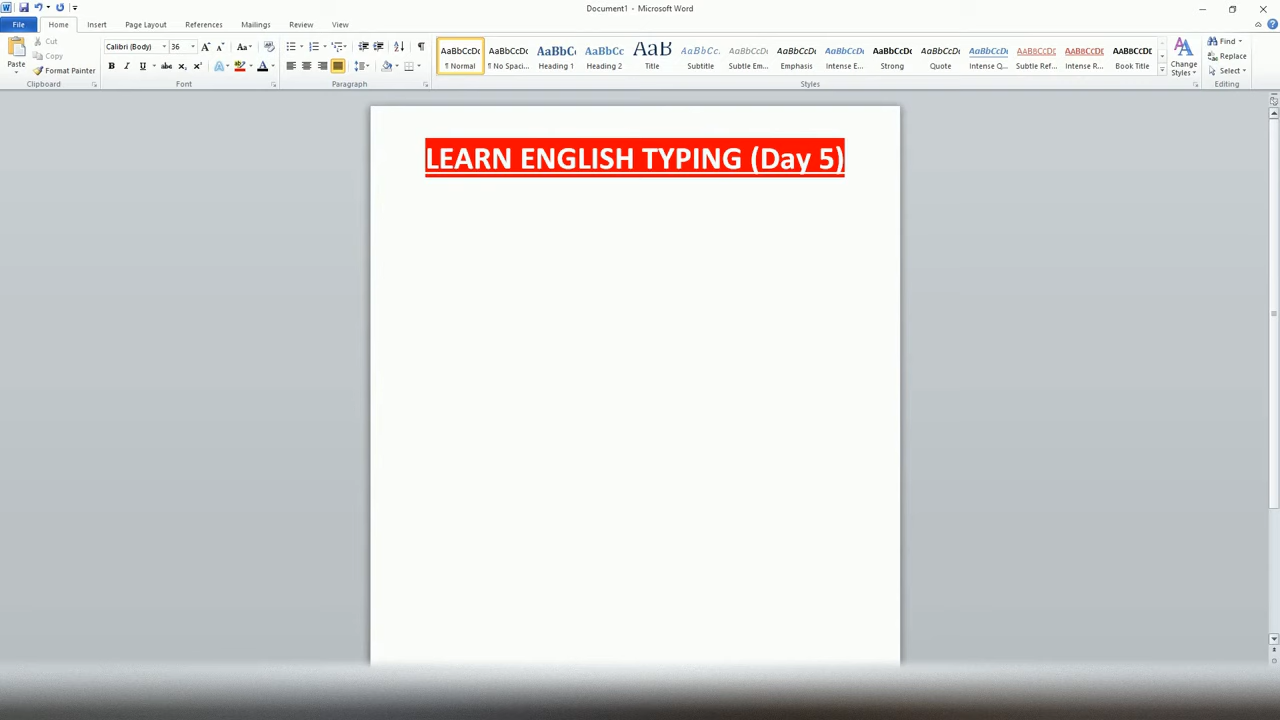 Document1 - Microsoft Word
File Home Insert Page Layout References Mailings Review View
Paste
Cut
Copy
Format Painter
Clipboard
Calibri (Body) 36
Font
Paragraph
AaBbCcDc AaBbCcDc AaBbC AaBbCc AaB AaBbCc. AaBbCcDc AaBbCcDc AaBbCcDc AaBbCcDc AaBbCcDc AaBbCcDc AaBbCcDc AaBbCcDc AaBbCcDc
¶ Normal ¶ No Spaci... Heading 1 Heading 2 Title Subtitle Subtle Em... Emphasis Intense E... Strong Quote Intense Q... Subtle Ref... Intense R... Book Title
Change Styles
Styles
Find
Replace
Select
Editing
LEARN ENGLISH TYPING (Day 5)